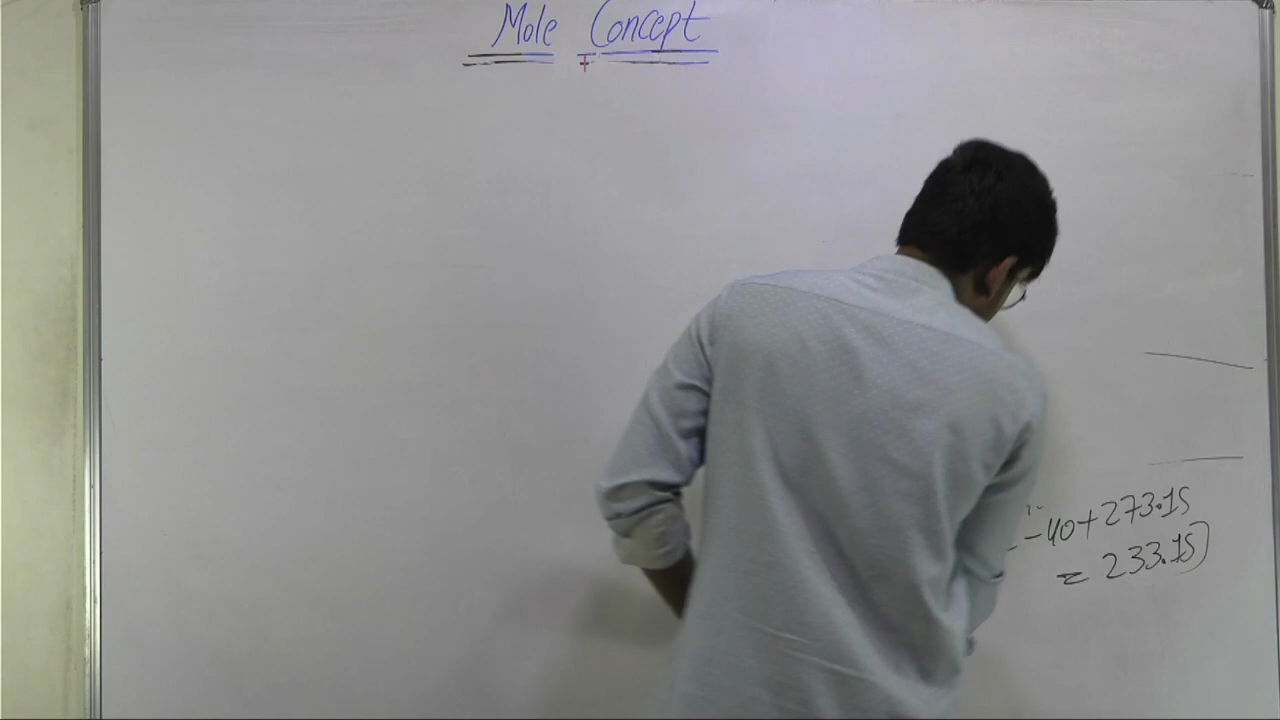 Mole Concept
-40+273.15
= 233.15)